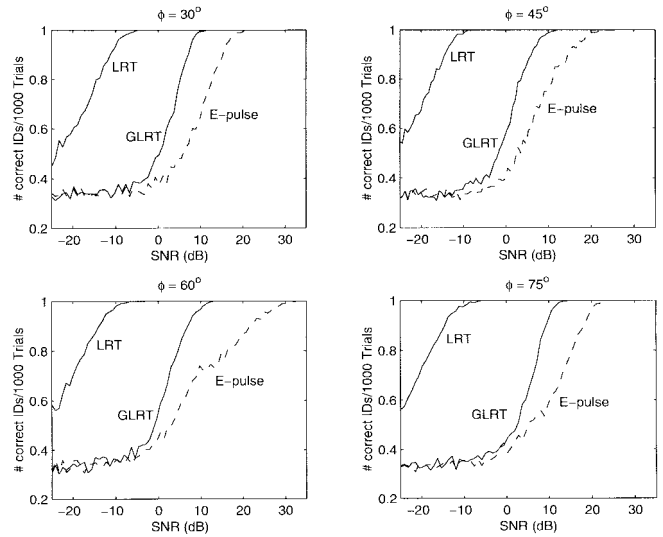 ϕ = 30°
1
0.8
0.6
0.4
0.2
# correct IDs/1000 Trials
LRT
GLRT
E-pulse
−20 −10 0 10 20 30
SNR (dB)
ϕ = 45°
1
0.8
0.6
0.4
0.2
# correct IDs/1000 Trials
LRT
GLRT
E-pulse
−20 −10 0 10 20 30
SNR (dB)
ϕ = 60°
1
0.8
0.6
0.4
0.2
# correct IDs/1000 Trials
LRT
GLRT
E-pulse
−20 −10 0 10 20 30
SNR (dB)
ϕ = 75°
1
0.8
0.6
0.4
0.2
# correct IDs/1000 Trials
LRT
GLRT
E-pulse
−20 −10 0 10 20 30
SNR (dB)